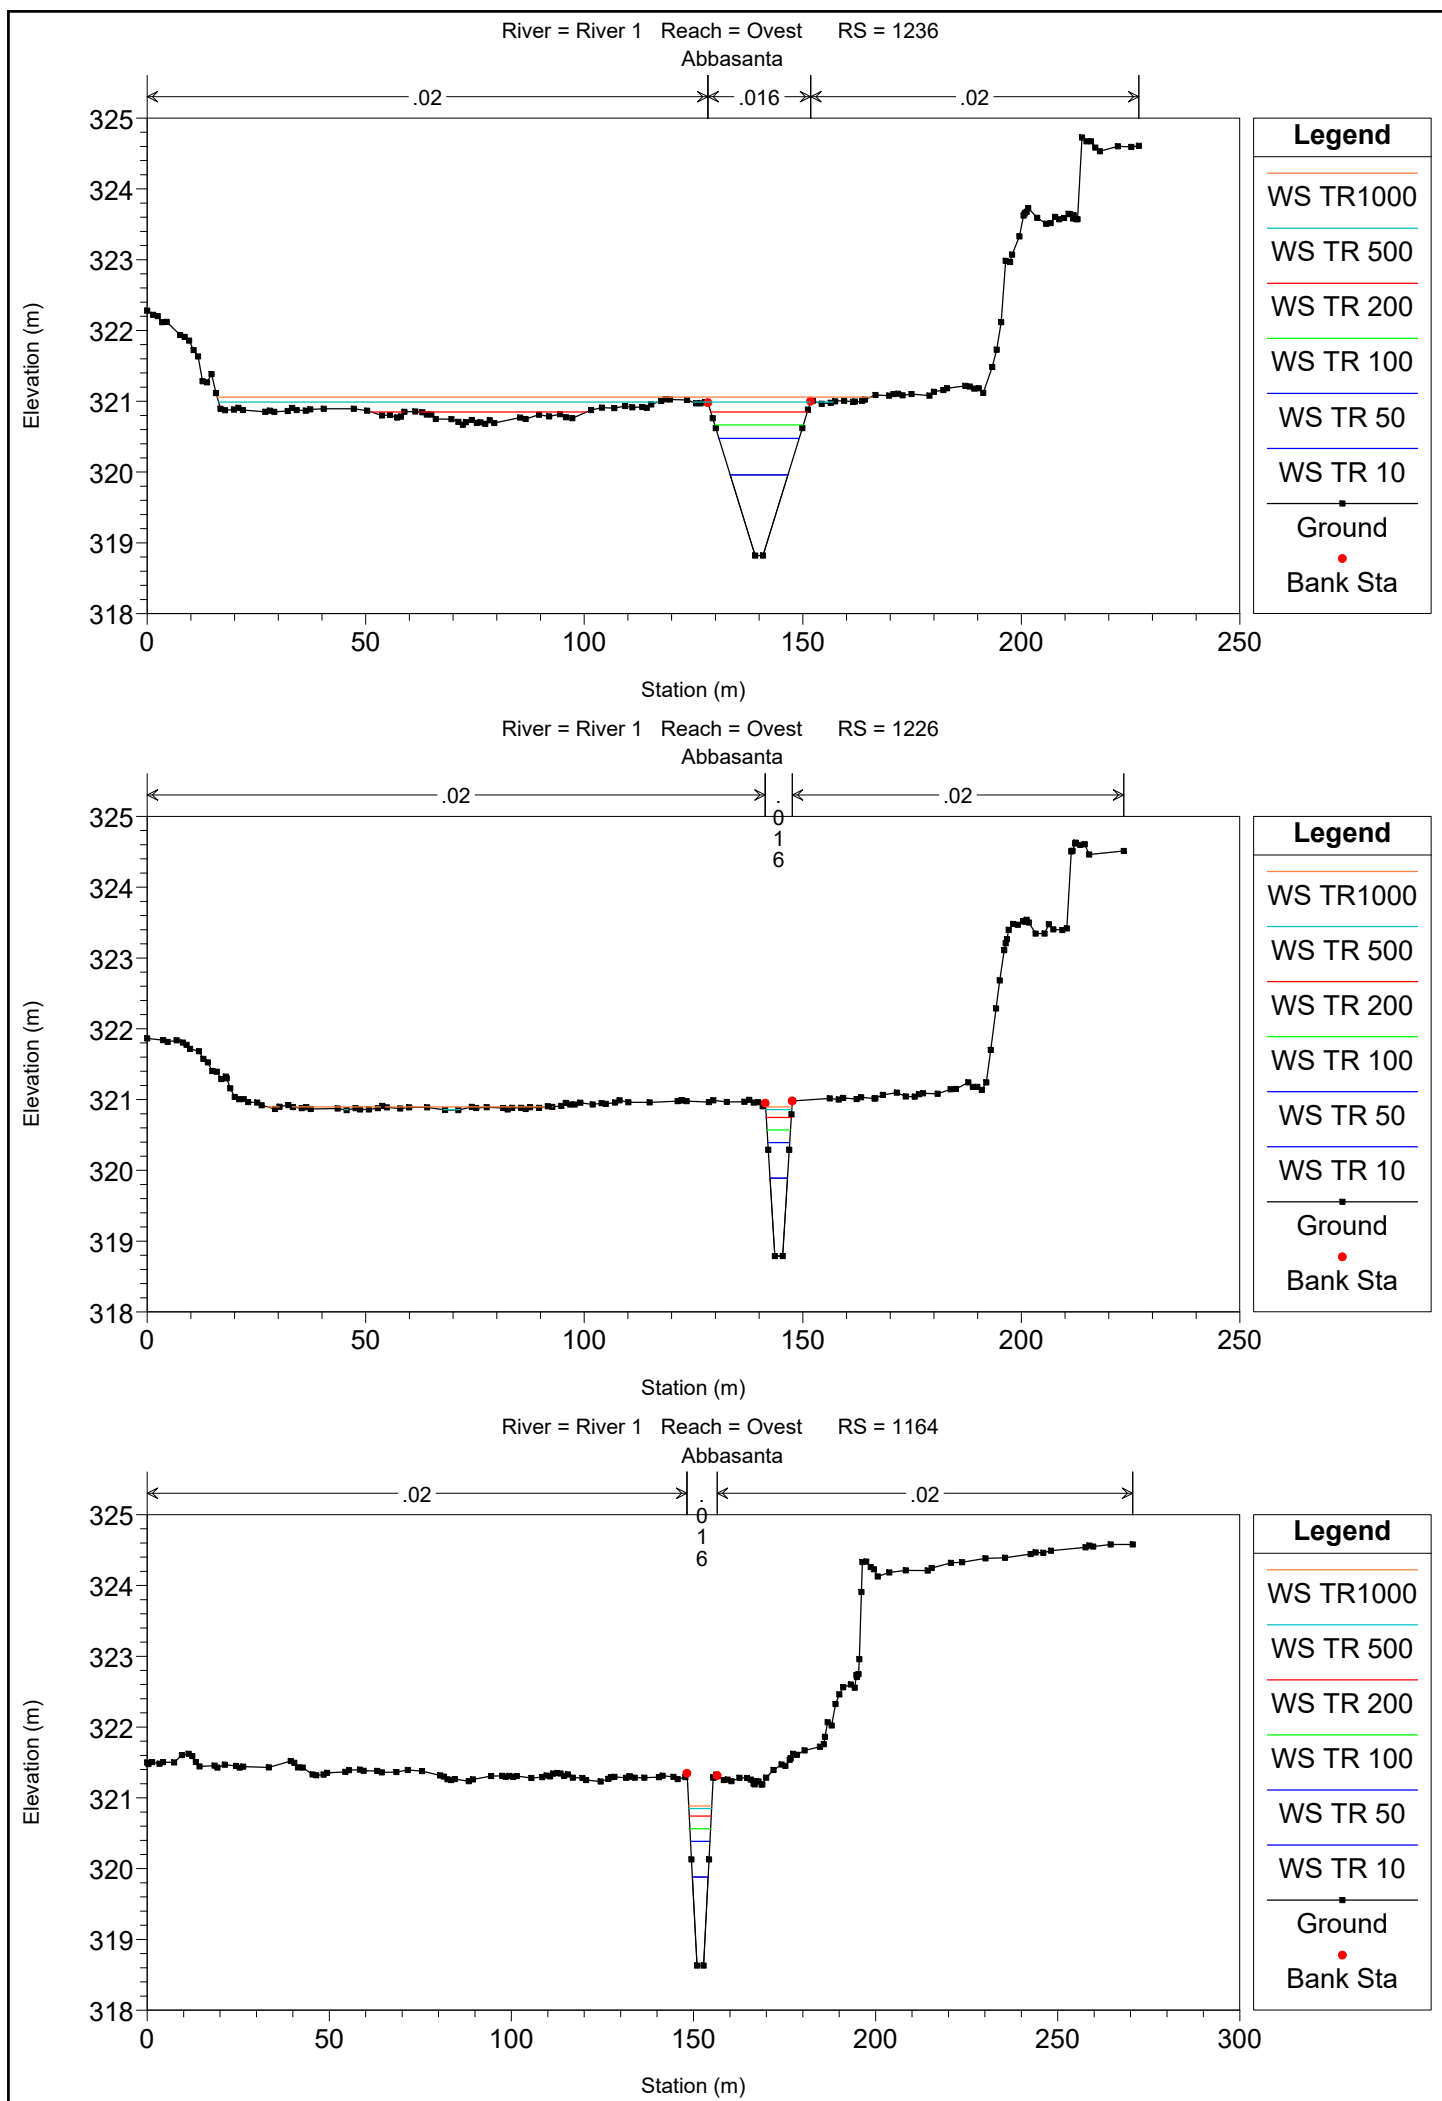 River = River 1 Reach = Ovest RS = 1236
Abbasanta
.02 .016 .02
325
324
323
322
321
320
319
318
Elevation (m)
0 50 100 150 200 250
Station (m)
Legend
WS TR1000
WS TR 500
WS TR 200
WS TR 100
WS TR 50
WS TR 10
Ground
Bank Sta
River = River 1 Reach = Ovest RS = 1226
Abbasanta
.02 .016 .02
325
324
323
322
321
320
319
318
Elevation (m)
0 50 100 150 200 250
Station (m)
Legend
WS TR1000
WS TR 500
WS TR 200
WS TR 100
WS TR 50
WS TR 10
Ground
Bank Sta
River = River 1 Reach = Ovest RS = 1164
Abbasanta
.02 .016 .02
325
324
323
322
321
320
319
318
Elevation (m)
0 50 100 150 200 250 300
Station (m)
Legend
WS TR1000
WS TR 500
WS TR 200
WS TR 100
WS TR 50
WS TR 10
Ground
Bank Sta